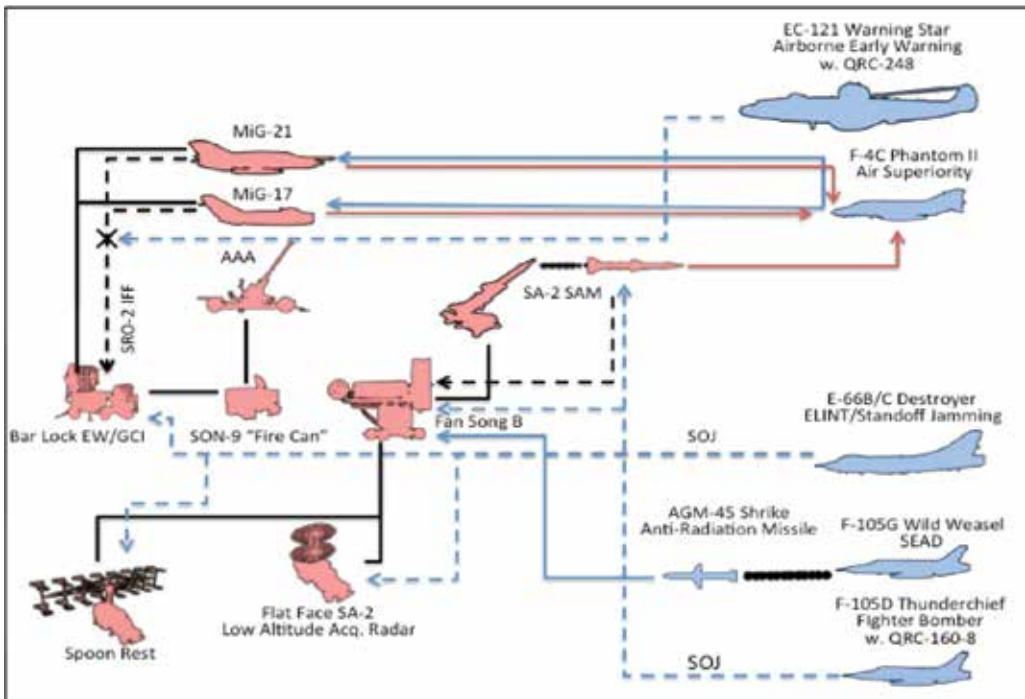 EC-121 Warning Star
Airborne Early Warning
w. QRC-248
MiG-21
F-4C Phantom II
Air Superiority
MiG-17
AAA
SA-2 SAM
SRO-2 IFF
E-66B/C Destroyer
ELINT/Standoff Jamming
Bar Lock EW/GCI
SON-9 "Fire Can"
Fan Song B
SOJ
AGM-45 Shrike
Anti-Radiation Missile
F-105G Wild Weasel
SEAD
F-105D Thunderchief
Fighter Bomber
w. QRC-160-8
Flat Face SA-2
Low Altitude Acq. Radar
Spoon Rest
SOJ